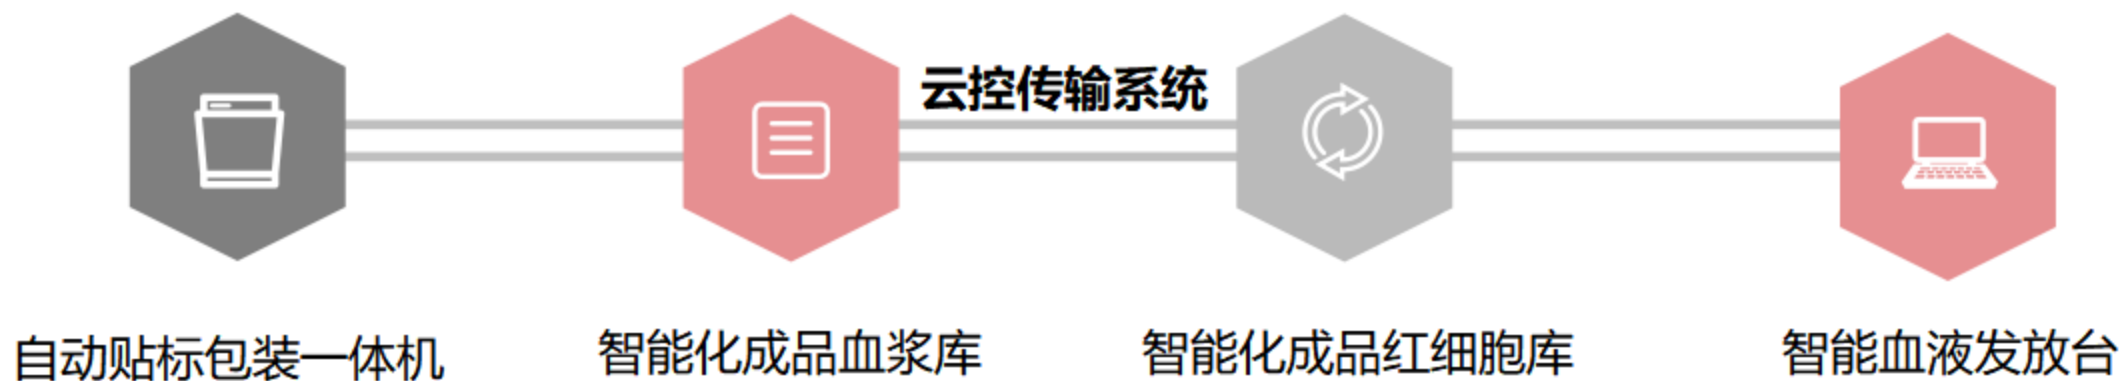 云控传输系统
自动贴标包装一体机
智能化成品血浆库
智能化成品红细胞库
智能血液发放台